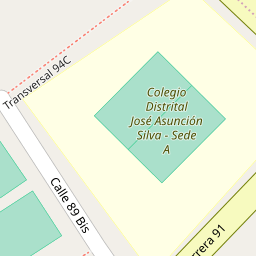 Transversal 94C
Colegio
Distrital
José Asunción
Silva - Sede
A
Calle 89 Bis
rrera 91